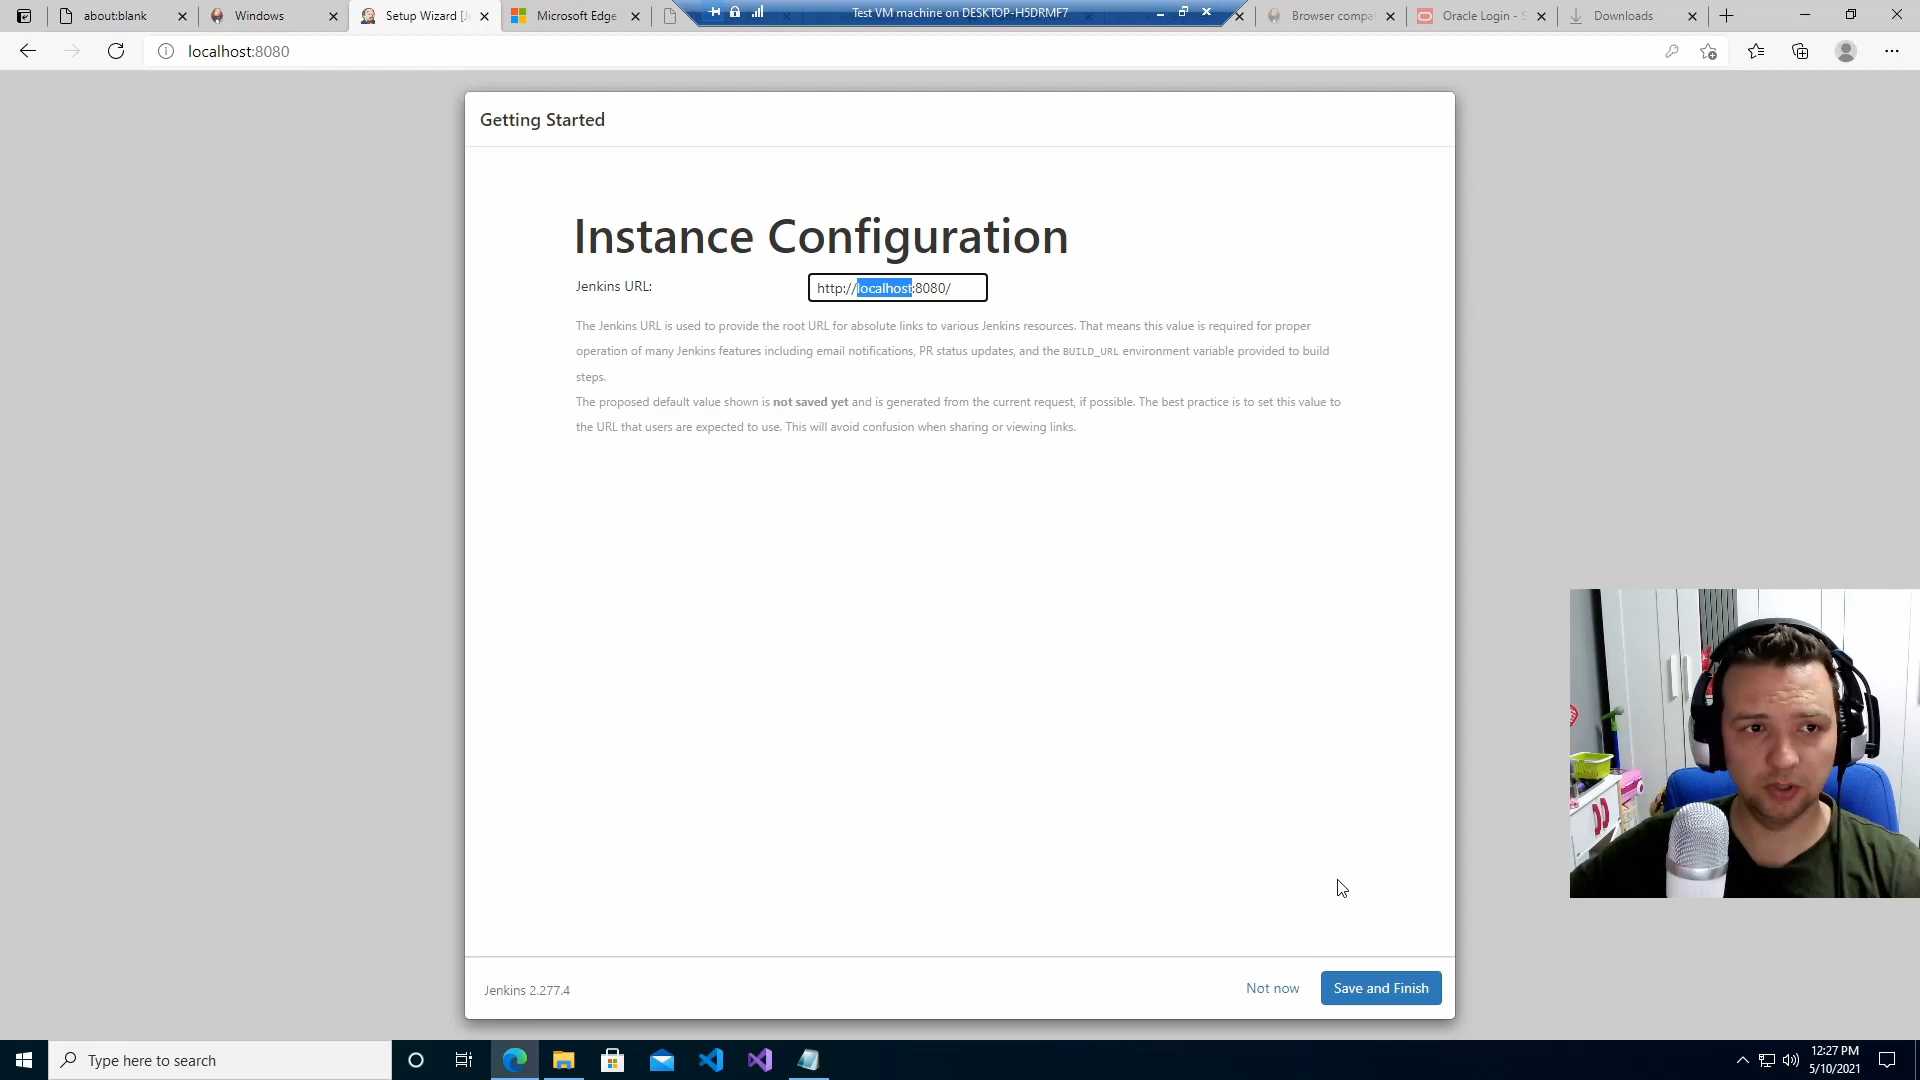 about:blank
Windows
Setup Wizard [J
Microsoft Edge
Test VM machine on DESKTOP-H5DRMF7
Browser compa
Oracle Login - S
Downloads
localhost:8080
Getting Started
Instance Configuration
Jenkins URL:
http://localhost:8080/
The Jenkins URL is used to provide the root URL for absolute links to various Jenkins resources. That means this value is required for proper
operation of many Jenkins features including email notifications, PR status updates, and the BUILD_URL environment variable provided to build
steps.
The proposed default value shown is not saved yet and is generated from the current request, if possible. The best practice is to set this value to
the URL that users are expected to use. This will avoid confusion when sharing or viewing links.
Jenkins 2.277.4
Not now
Save and Finish
Type here to search
12:27 PM
5/10/2021